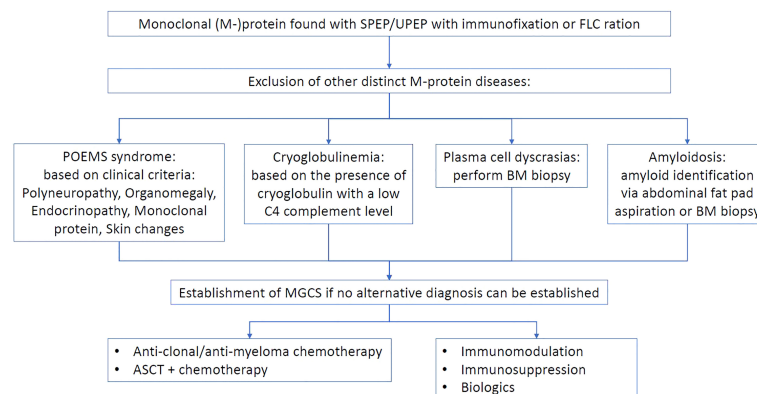 Monoclonal (M-)protein found with SPEP/UPEP with immunofixation or FLC ration
Exclusion of other distinct M-protein diseases:
POEMS syndrome:
based on clinical criteria:
Polyneuropathy, Organomegaly,
Endocrinopathy, Monoclonal
protein, Skin changes
Cryoglobulinemia:
based on the presence of
cryoglobulin with a low
C4 complement level
Plasma cell dyscrasias:
perform BM biopsy
Amyloidosis:
amyloid identification
via abdominal fat pad
aspiration or BM biopsy
Establishment of MGCS if no alternative diagnosis can be established
• Anti-clonal/anti-myeloma chemotherapy
• ASCT + chemotherapy
• Immunomodulation
• Immunosuppression
• Biologics